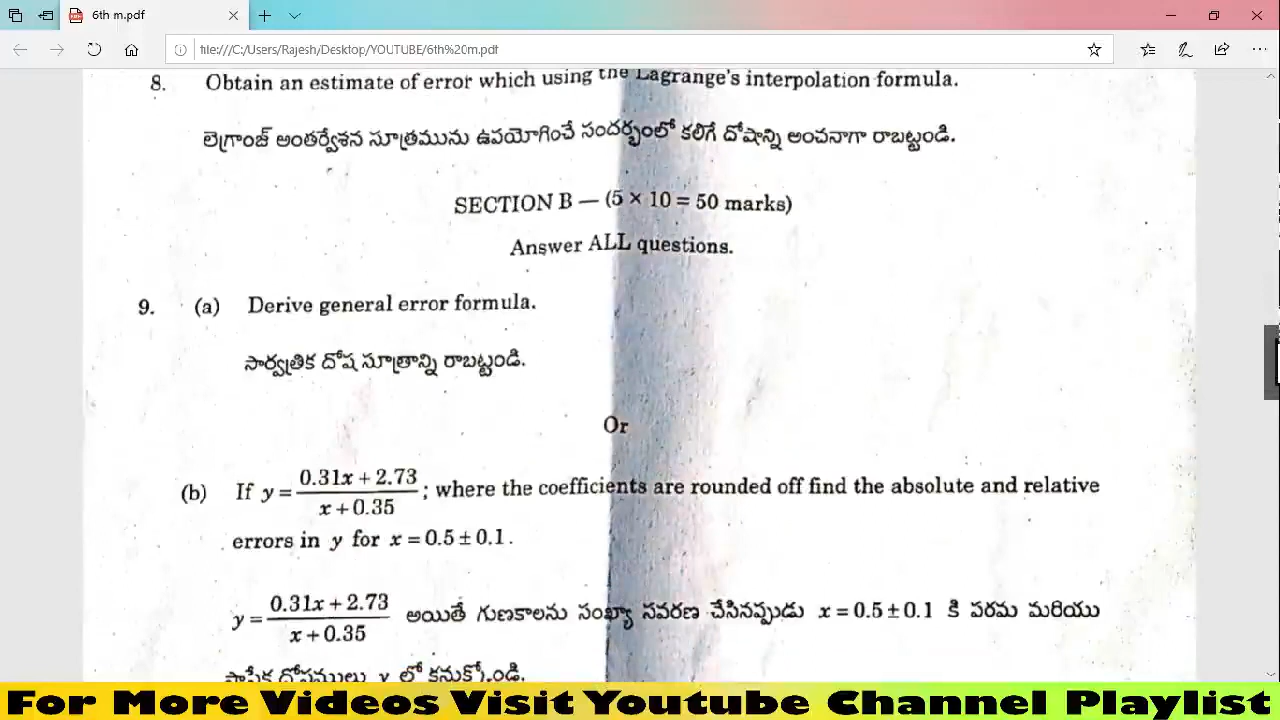 6th m.pdf
file:///C:/Users/Rajesh/Desktop/YOUTUBE/6th%20m.pdf
8. Obtain an estimate of error which using the Lagrange's interpolation formula.
లెగ్రాంజ్ అంతర్వేశన సూత్రమును ఉపయోగించే సందర్భంలో కలిగే దోషాన్ని అంచనాగా రాబట్టండి.
SECTION B — (5 × 10 = 50 marks)
Answer ALL questions.
9. (a) Derive general error formula.
సార్వత్రిక దోష సూత్రాన్ని రాబట్టండి.
Or
(b) If y = (0.31x + 2.73)/(x + 0.35) ; where the coefficients are rounded off find the absolute and relative
errors in y for x = 0.5 ± 0.1 .
y = (0.31x + 2.73)/(x + 0.35) అయితే గుణకాలను సంఖ్యా సవరణ చేసినప్పుడు x = 0.5 ± 0.1 కి పరమ మరియు
సాపేక్ష దోషములు y లో కనుక్కోండి.
For More Videos Visit Youtube Channel Playlist